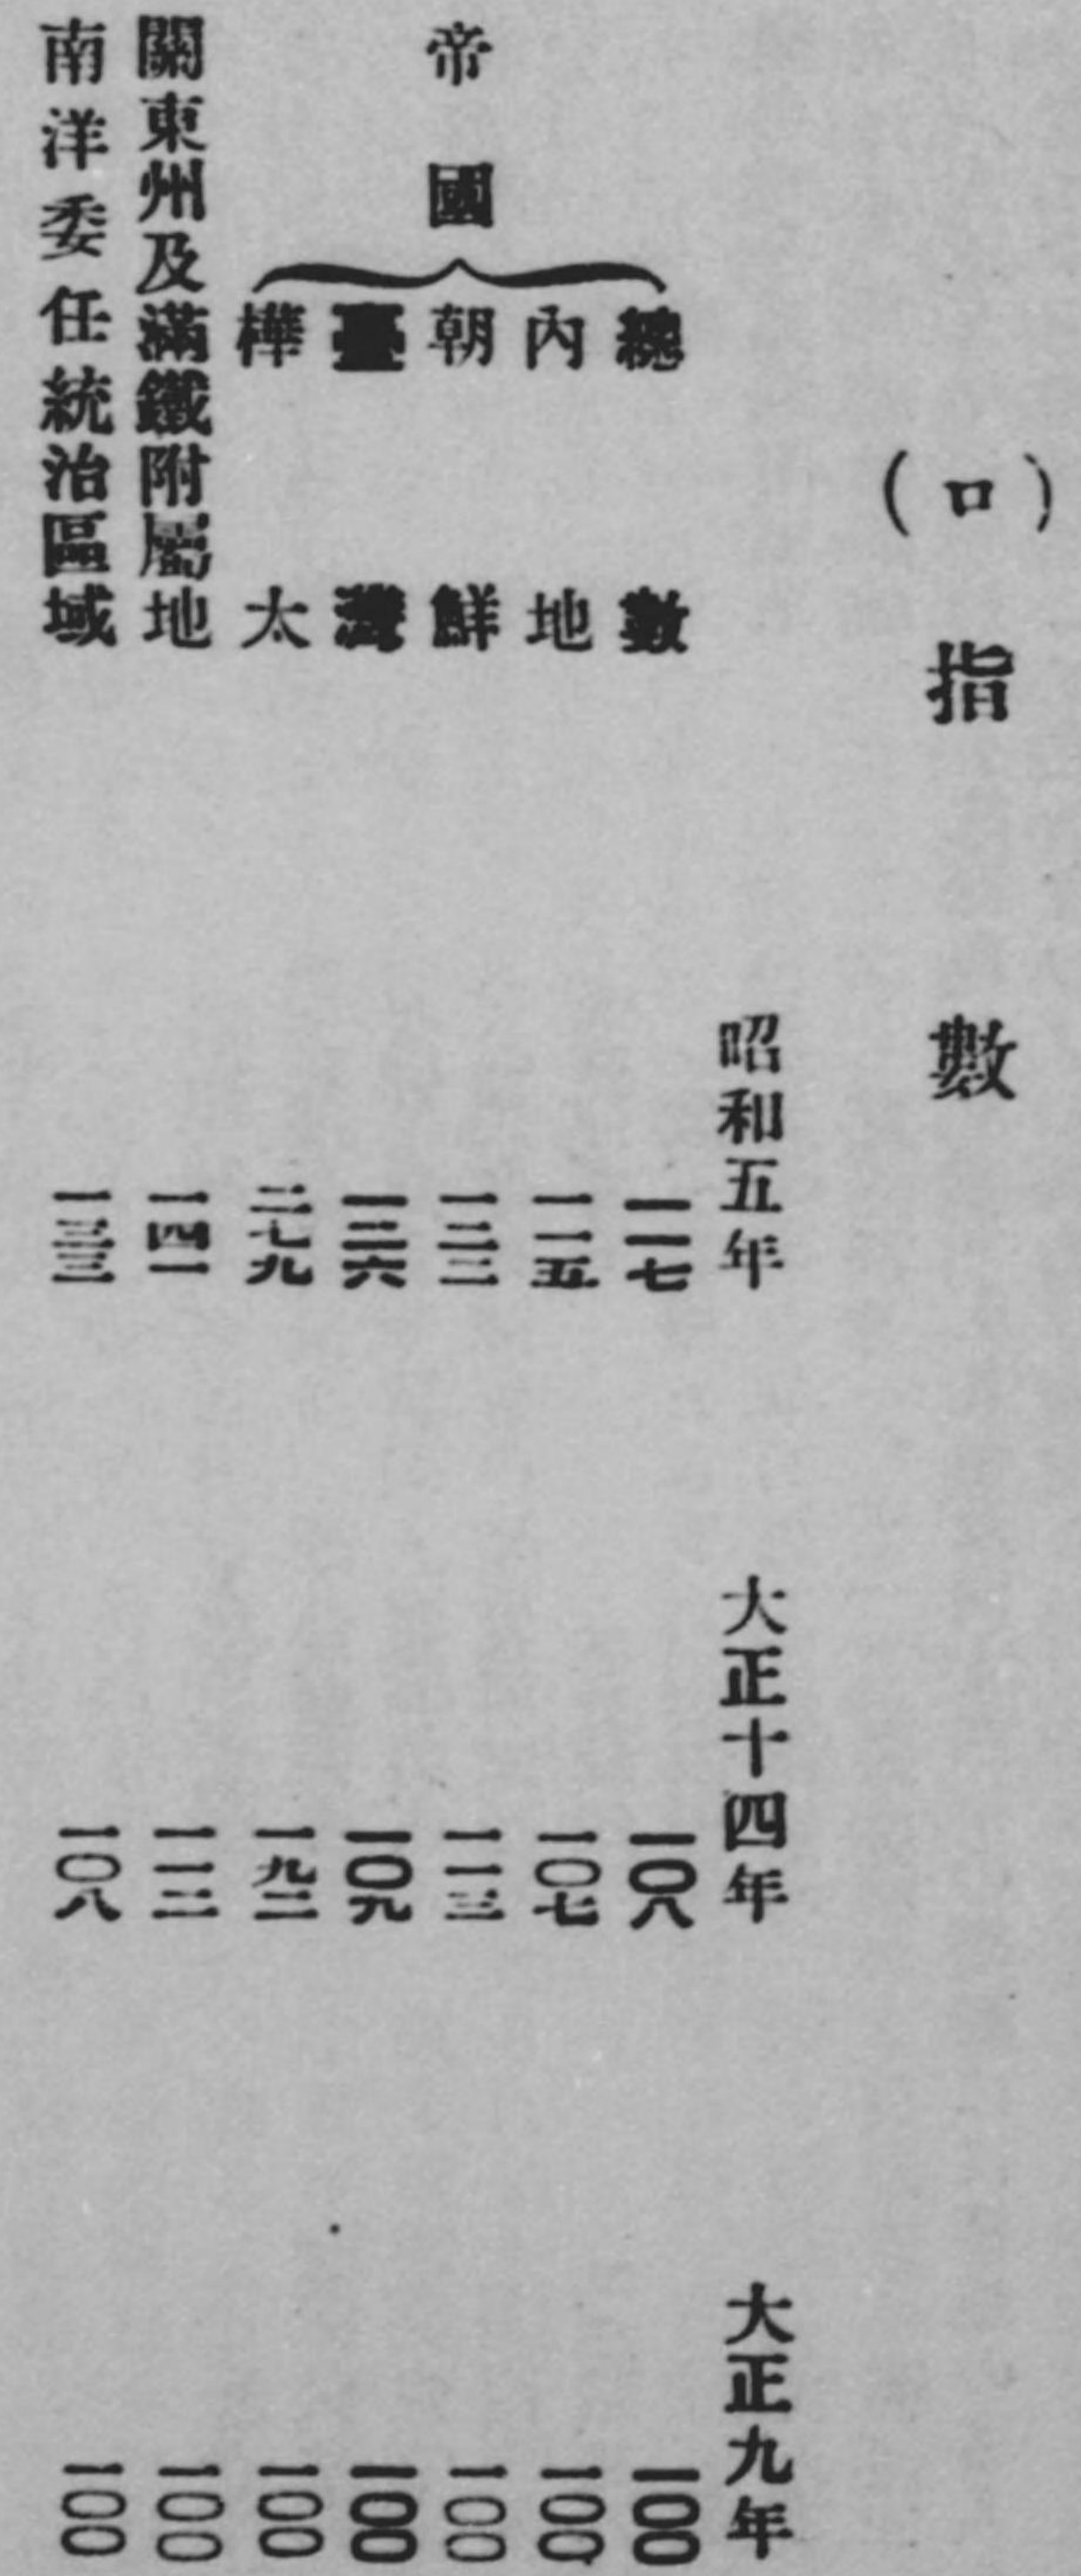 (ロ) 指數
昭和五年 大正十四年 大正九年
帝國
總數 一一七 一〇八 一〇〇
內地 一一五 一〇七 一〇〇
朝鮮 一二二 一一三 一〇〇
臺灣 一二六 一〇九 一〇〇
樺太 二七九 一九二 一〇〇
關東州及滿鐵附屬地 一四一 一一二 一〇〇
南洋委任統治區域 一三三 一〇八 一〇〇